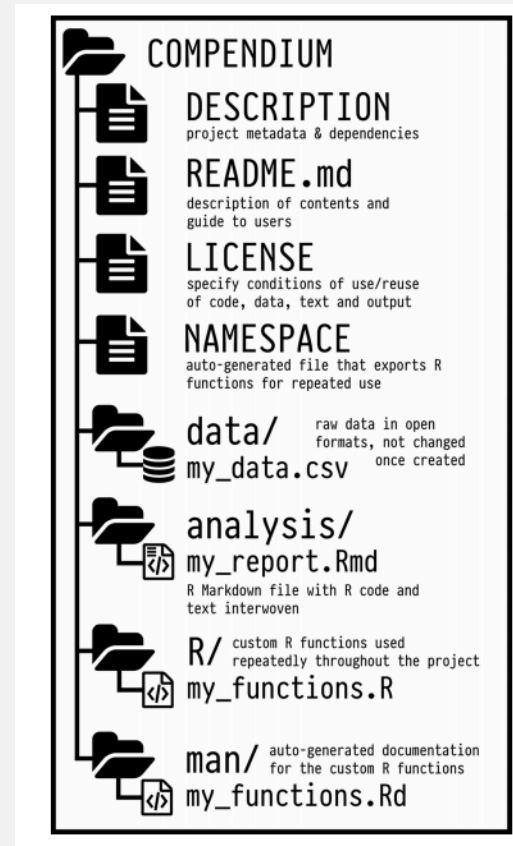 COMPENDIUM
DESCRIPTION
project metadata & dependencies
README.md
description of contents and
guide to users
LICENSE
specify conditions of use/reuse
of code, data, text and output
NAMESPACE
auto-generated file that exports R
functions for repeated use
data/
raw data in open
formats, not changed
once created
my_data.csv
analysis/
my_report.Rmd
R Markdown file with R code and
text interwoven
R/
custom R functions used
repeatedly throughout the project
my_functions.R
man/
auto-generated documentation
for the custom R functions
my_functions.Rd